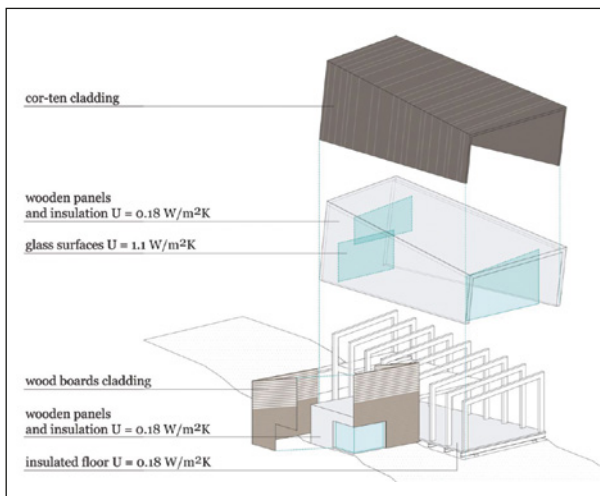 cor-ten cladding
wooden panels
and insulation U = 0.18 W/m²K
glass surfaces U = 1.1 W/m²K
wood boards cladding
wooden panels
and insulation U = 0.18 W/m²K
insulated floor U = 0.18 W/m²K